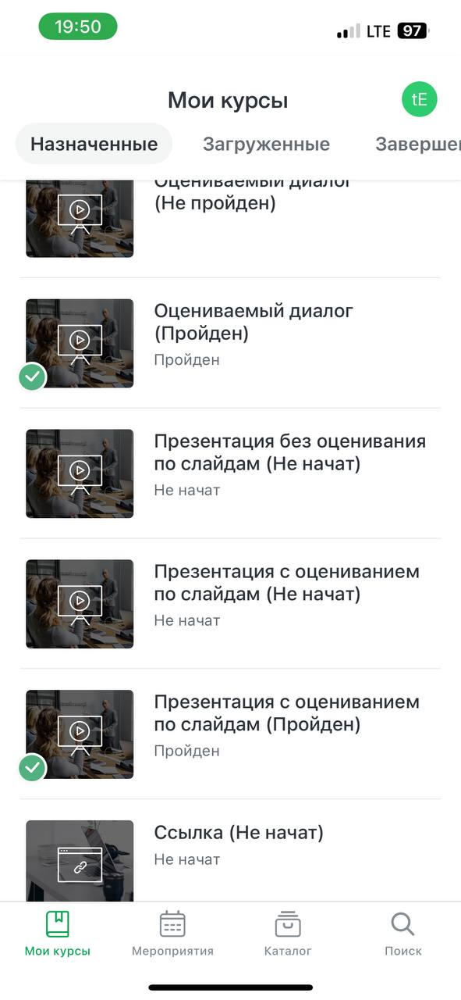 19:50
LTE 97
Мои курсы
tE
Назначенные
Загруженные
Заверше
Оцениваемый диалог
(Не пройден)
Оцениваемый диалог
(Пройден)
Пройден
Презентация без оценивания
по слайдам (Не начат)
Не начат
Презентация с оцениванием
по слайдам (Не начат)
Не начат
Презентация с оцениванием
по слайдам (Пройден)
Пройден
Ссылка (Не начат)
Не начат
Мои курсы
Мероприятия
Каталог
Поиск